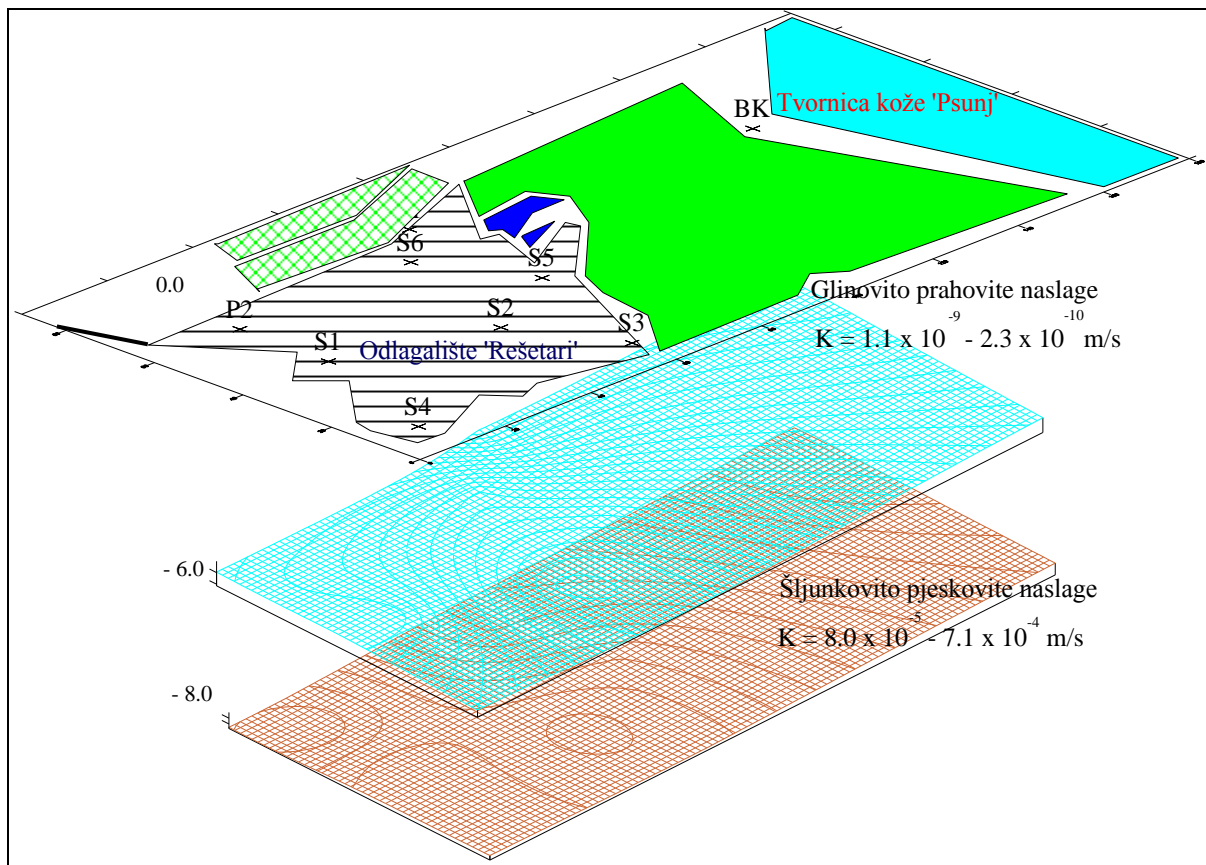 Tvornica kože 'Psunj'
BK
S6
S5
0.0
P2
S2
S3
S1
Odlagalište 'Rešetari'
S4
Glinovito prahovite naslage
K = 1.1 x 10⁻⁹ - 2.3 x 10⁻¹⁰ m/s
- 6.0
Šljunkovito pjeskovite naslage
K = 8.0 x 10⁻⁵ - 7.1 x 10⁻⁴ m/s
- 8.0